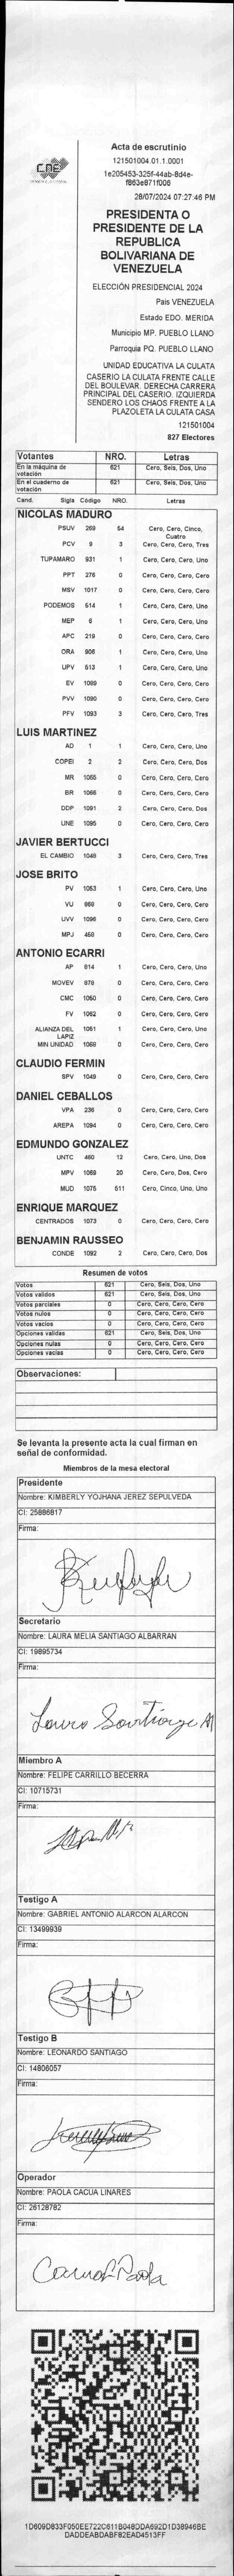 CNE
Acta de escrutinio
121501004.01.1.0001
1e205453-325f-44ab-8d4e-
f863e871f006
28/07/2024 07:27:46 PM
PRESIDENTA O
PRESIDENTE DE LA
REPUBLICA
BOLIVARIANA DE
VENEZUELA
ELECCIÓN PRESIDENCIAL 2024
Pais VENEZUELA
Estado EDO. MERIDA
Municipio MP. PUEBLO LLANO
Parroquia PQ. PUEBLO LLANO
UNIDAD EDUCATIVA LA CULATA
CASERIO LA CULATA FRENTE CALLE
DEL BOULEVAR. DERECHA CARRERA
PRINCIPAL DEL CASERIO. IZQUIERDA
SENDERO LOS CHAOS FRENTE A LA
PLAZOLETA LA CULATA CASA
121501004
827 Electores
Votantes NRO. Letras
En la máquina de votación 621 Cero, Seis, Dos, Uno
En el cuaderno de votación 621 Cero, Seis, Dos, Uno
Cand. Sigla Código NRO. Letras
NICOLAS MADURO
PSUV 269 54 Cero, Cero, Cinco, Cuatro
PCV 9 3 Cero, Cero, Cero, Tres
TUPAMARO 931 1 Cero, Cero, Cero, Uno
PPT 276 0 Cero, Cero, Cero, Cero
MSV 1017 0 Cero, Cero, Cero, Cero
PODEMOS 514 1 Cero, Cero, Cero, Uno
MEP 6 1 Cero, Cero, Cero, Uno
APC 219 0 Cero, Cero, Cero, Cero
ORA 906 1 Cero, Cero, Cero, Uno
UPV 513 1 Cero, Cero, Cero, Uno
EV 1089 0 Cero, Cero, Cero, Cero
PVV 1090 0 Cero, Cero, Cero, Cero
PFV 1093 3 Cero, Cero, Cero, Tres
LUIS MARTINEZ
AD 1 1 Cero, Cero, Cero, Uno
COPEI 2 2 Cero, Cero, Cero, Dos
MR 1065 0 Cero, Cero, Cero, Cero
BR 1066 0 Cero, Cero, Cero, Cero
DDP 1091 2 Cero, Cero, Cero, Dos
UNE 1095 0 Cero, Cero, Cero, Cero
JAVIER BERTUCCI
EL CAMBIO 1048 3 Cero, Cero, Cero, Tres
JOSE BRITO
PV 1053 1 Cero, Cero, Cero, Uno
VU 868 0 Cero, Cero, Cero, Cero
UVV 1096 0 Cero, Cero, Cero, Cero
MPJ 458 0 Cero, Cero, Cero, Cero
ANTONIO ECARRI
AP 814 1 Cero, Cero, Cero, Uno
MOVEV 878 0 Cero, Cero, Cero, Cero
CMC 1050 0 Cero, Cero, Cero, Cero
FV 1062 0 Cero, Cero, Cero, Cero
ALIANZA DEL LAPIZ 1051 1 Cero, Cero, Cero, Uno
MIN UNIDAD 1068 0 Cero, Cero, Cero, Cero
CLAUDIO FERMIN
SPV 1049 0 Cero, Cero, Cero, Cero
DANIEL CEBALLOS
VPA 236 0 Cero, Cero, Cero, Cero
AREPA 1094 0 Cero, Cero, Cero, Cero
EDMUNDO GONZALEZ
UNTC 460 12 Cero, Cero, Uno, Dos
MPV 1069 20 Cero, Cero, Dos, Cero
MUD 1075 511 Cero, Cinco, Uno, Uno
ENRIQUE MARQUEZ
CENTRADOS 1073 0 Cero, Cero, Cero, Cero
BENJAMIN RAUSSEO
CONDE 1092 2 Cero, Cero, Cero, Dos
Resumen de votos
Votos 621 Cero, Seis, Dos, Uno
Votos validos 621 Cero, Seis, Dos, Uno
Votos parciales 0 Cero, Cero, Cero, Cero
Votos nulos 0 Cero, Cero, Cero, Cero
Votos vacios 0 Cero, Cero, Cero, Cero
Opciones validas 621 Cero, Seis, Dos, Uno
Opciones nulas 0 Cero, Cero, Cero, Cero
Opciones vacias 0 Cero, Cero, Cero, Cero
Observaciones:
Se levanta la presente acta la cual firman en
señal de conformidad.
Miembros de la mesa electoral
Presidente
Nombre: KIMBERLY YOJHANA JEREZ SEPULVEDA
CI: 25886817
Firma:
Secretario
Nombre: LAURA MELIA SANTIAGO ALBARRAN
CI: 19895734
Firma:
Laura Santiago A
Miembro A
Nombre: FELIPE CARRILLO BECERRA
CI: 10715731
Firma:
Testigo A
Nombre: GABRIEL ANTONIO ALARCON ALARCON
CI: 13499939
Firma:
Testigo B
Nombre: LEONARDO SANTIAGO
CI: 14806057
Firma:
Operador
Nombre: PAOLA CACUA LINARES
CI: 26128782
Firma:
Cacua Paola
1D609D833F050EE722C611B048DDA692D1D38946BE
DADDEABDABF82EAD4513FF